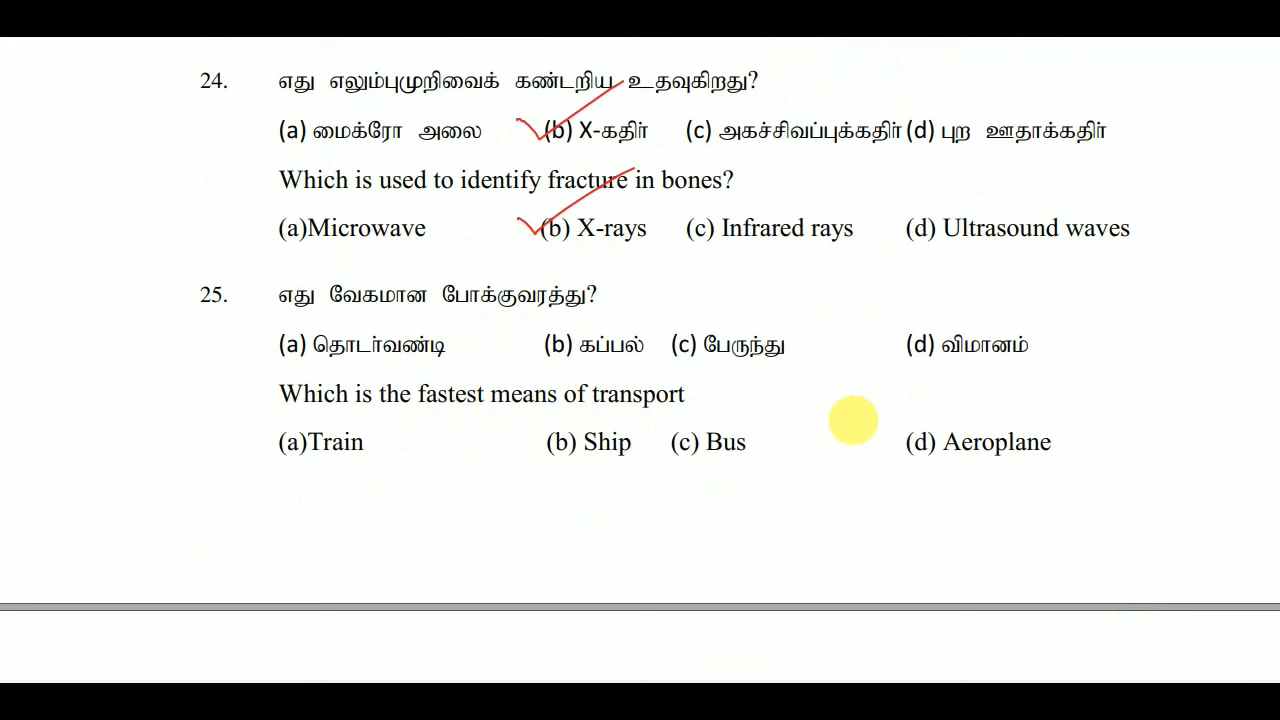 24. எது எலும்புமுறிவைக் கண்டறிய உதவுகிறது?
(a) மைக்ரோ அலை (b) X-கதிர் (c) அகச்சிவப்புக்கதிர் (d) புற ஊதாக்கதிர்
Which is used to identify fracture in bones?
(a)Microwave (b) X-rays (c) Infrared rays (d) Ultrasound waves
25. எது வேகமான போக்குவரத்து?
(a) தொடர்வண்டி (b) கப்பல் (c) பேருந்து (d) விமானம்
Which is the fastest means of transport
(a)Train (b) Ship (c) Bus (d) Aeroplane